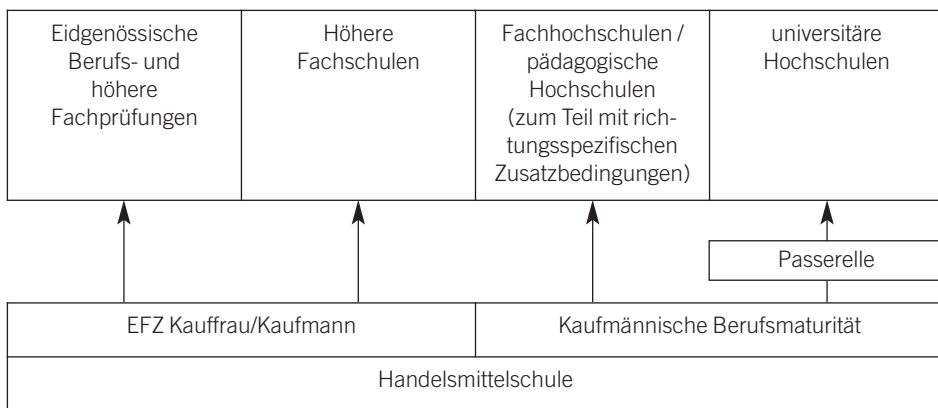 Eidgenössische
Berufs- und
höhere
Fachprüfungen
Höhere
Fachschulen
Fachhochschulen /
pädagogische
Hochschulen
(zum Teil mit rich-
tungsspezifischen
Zusatzbedingungen)
universitäre
Hochschulen
Passerelle
EFZ Kauffrau/Kaufmann
Kaufmännische Berufsmaturität
Handelsmittelschule